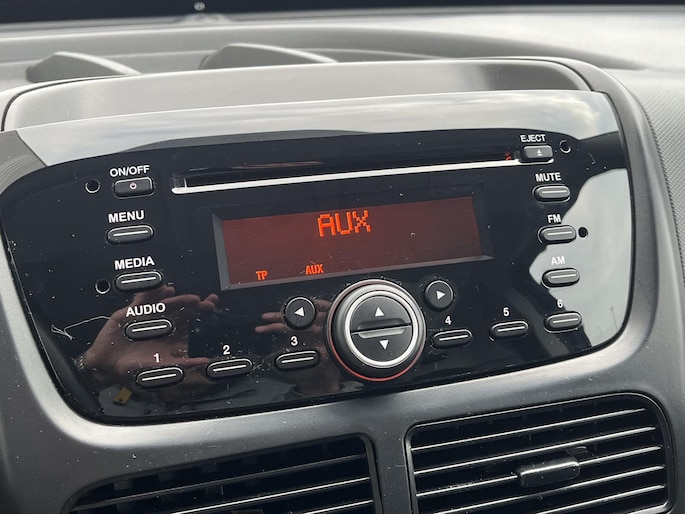 EJECT
ON/OFF
MUTE
MENU
AUX
FM
MEDIA
AM
TP AUX
AUDIO
6
5
4
3
2
1